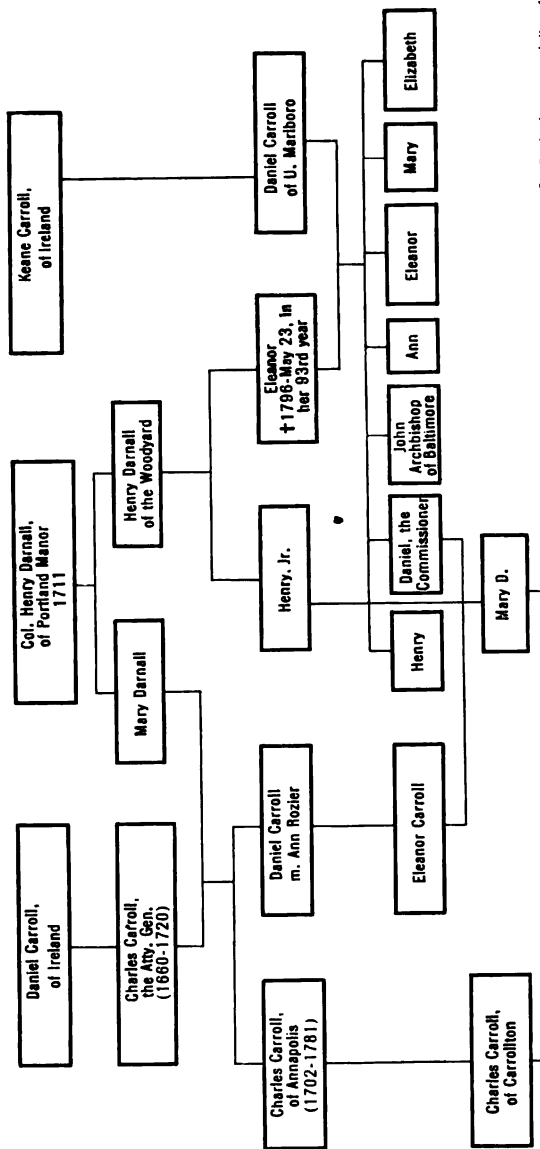 Daniel Carroll,
of Ireland
Col. Henry Darnall,
of Portland Manor
1711
Keane Carroll,
of Ireland
Charles Carroll,
the Atty. Gen.
(1660-1720)
Mary Darnall
Henry Darnall
of the Woodyard
Charles Carroll,
of Annapolis
(1702-1781)
Daniel Carroll
m. Ann Rozier
Henry, Jr.
Eleanor
†1796-May 23, in
her 93rd year
Daniel Carroll
of U. Marlboro
Eleanor Carroll
Henry
Daniel, the
Commissioner
John
Archbishop
of Baltimore
Ann
Eleanor
Mary
Elizabeth
Charles Carroll,
of Carrollton
Mary D.